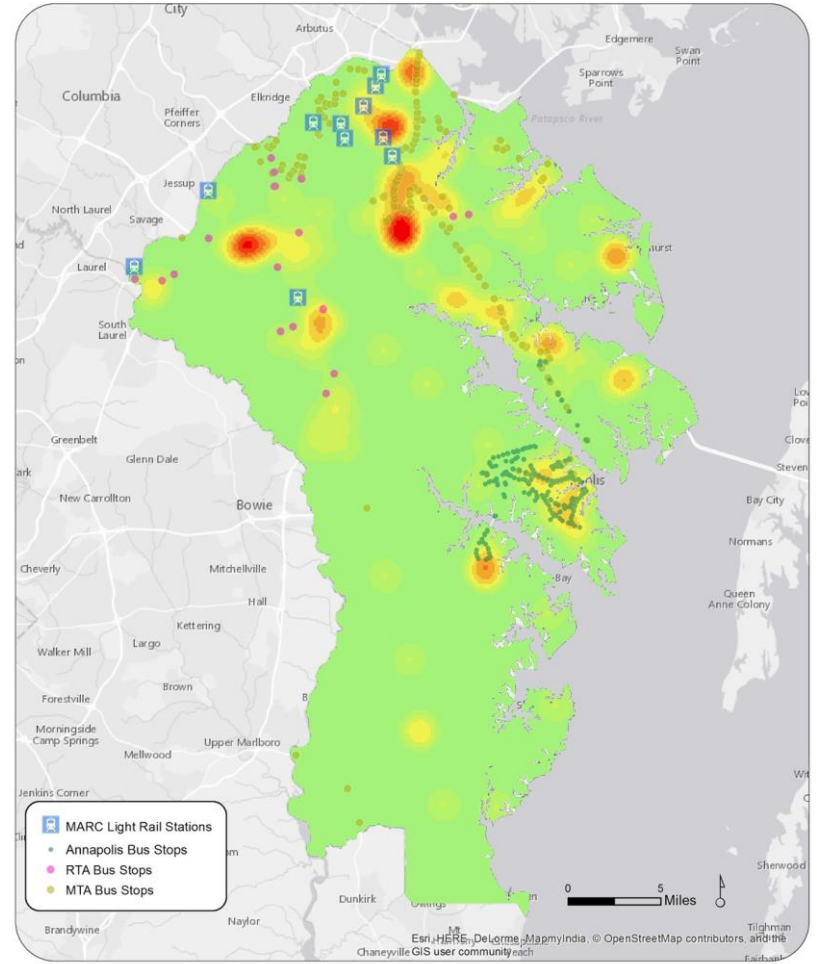 City
Arbutus
Edgemere
Swan
Point
Sparrows
Point
Columbia
Elkridge
Pfeiffer
Corners
Patapsco River
Jessup
North Laurel
Savage
Laurel
South
Laurel
Greenbelt
Glenn Dale
New Carrollton
Bowie
Steven
Bay City
Cheverly
Mitchellville
Normans
Bay
Hall
Queen
Anne Colony
Kettering
Largo
Walker Mill
Brown
Forestville
Morningside
Camp Springs
Upper Marlboro
Mellwood
Jenkins Corner
MARC Light Rail Stations
Annapolis Bus Stops
RTA Bus Stops
MTA Bus Stops
0 5
Miles
Sherwood
Dunkirk
Owings
Brandywine
Naylor
Tilghman
Esri, HERE, DeLorme, MapmyIndia, © OpenStreetMap contributors, and the
GIS user community
Chaneyville